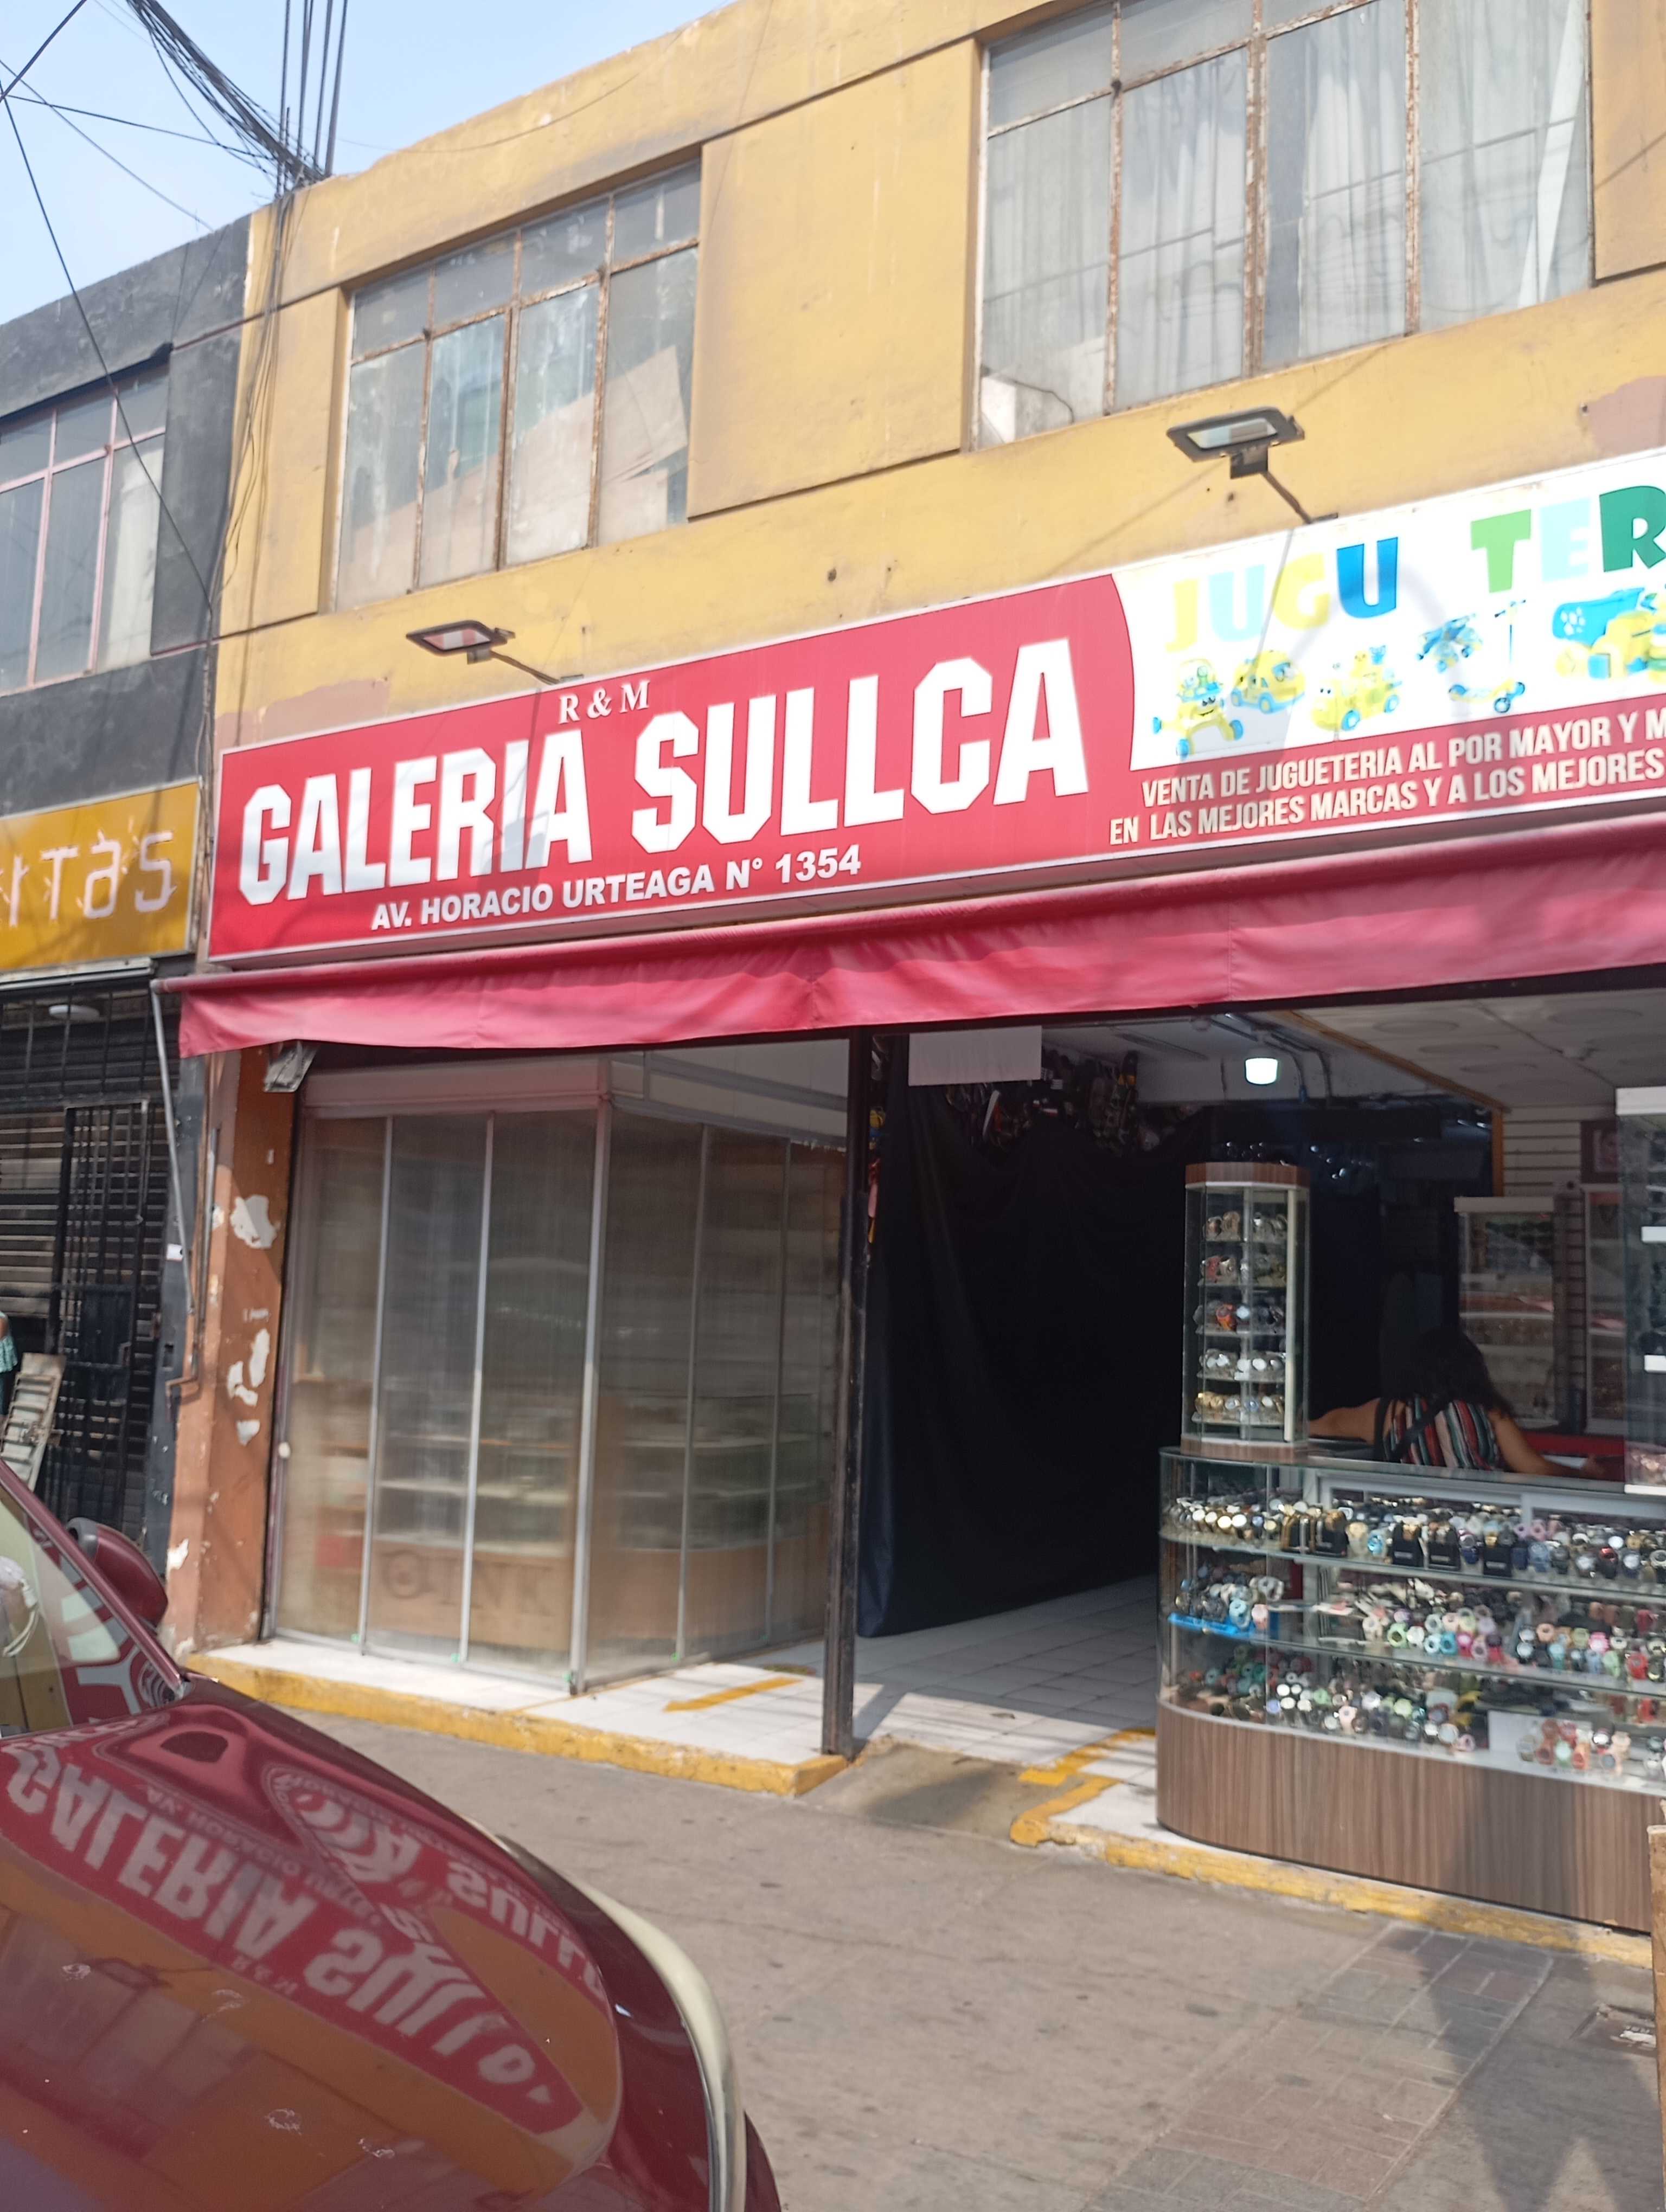 R & M
GALERIA SULLCA
AV. HORACIO URTEAGA N° 1354
JUGU TER
VENTA DE JUGUETERIA AL POR MAYOR Y M
EN LAS MEJORES MARCAS Y A LOS MEJORES
ITas